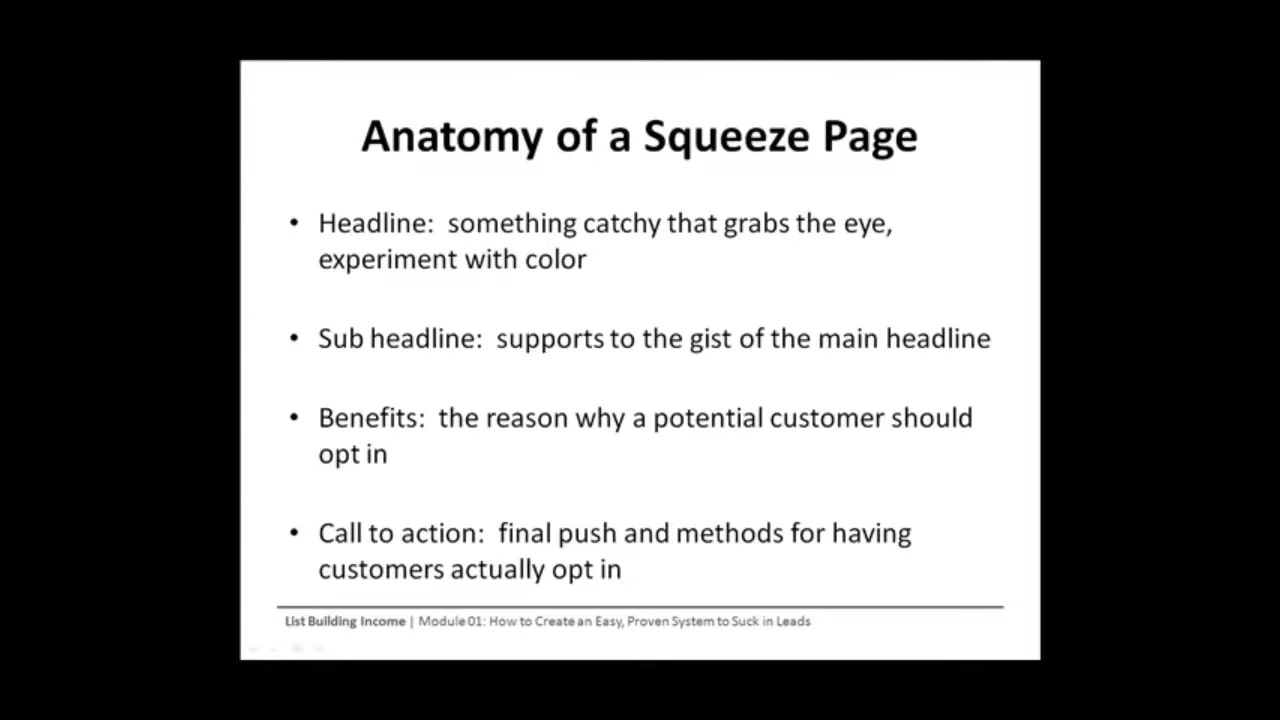 Anatomy of a Squeeze Page
• Headline:  something catchy that grabs the eye,
experiment with color
• Sub headline:  supports to the gist of the main headline
• Benefits:  the reason why a potential customer should
opt in
• Call to action:  final push and methods for having
customers actually opt in
List Building Income | Module 01: How to Create an Easy, Proven System to Suck in Leads